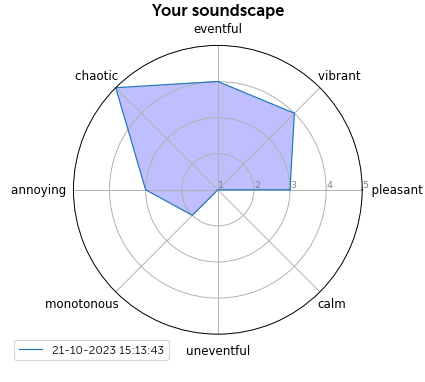 Your soundscape
eventful
chaotic
vibrant
annoying
1
2
3
4
5
pleasant
monotonous
calm
uneventful
21-10-2023 15:13:43